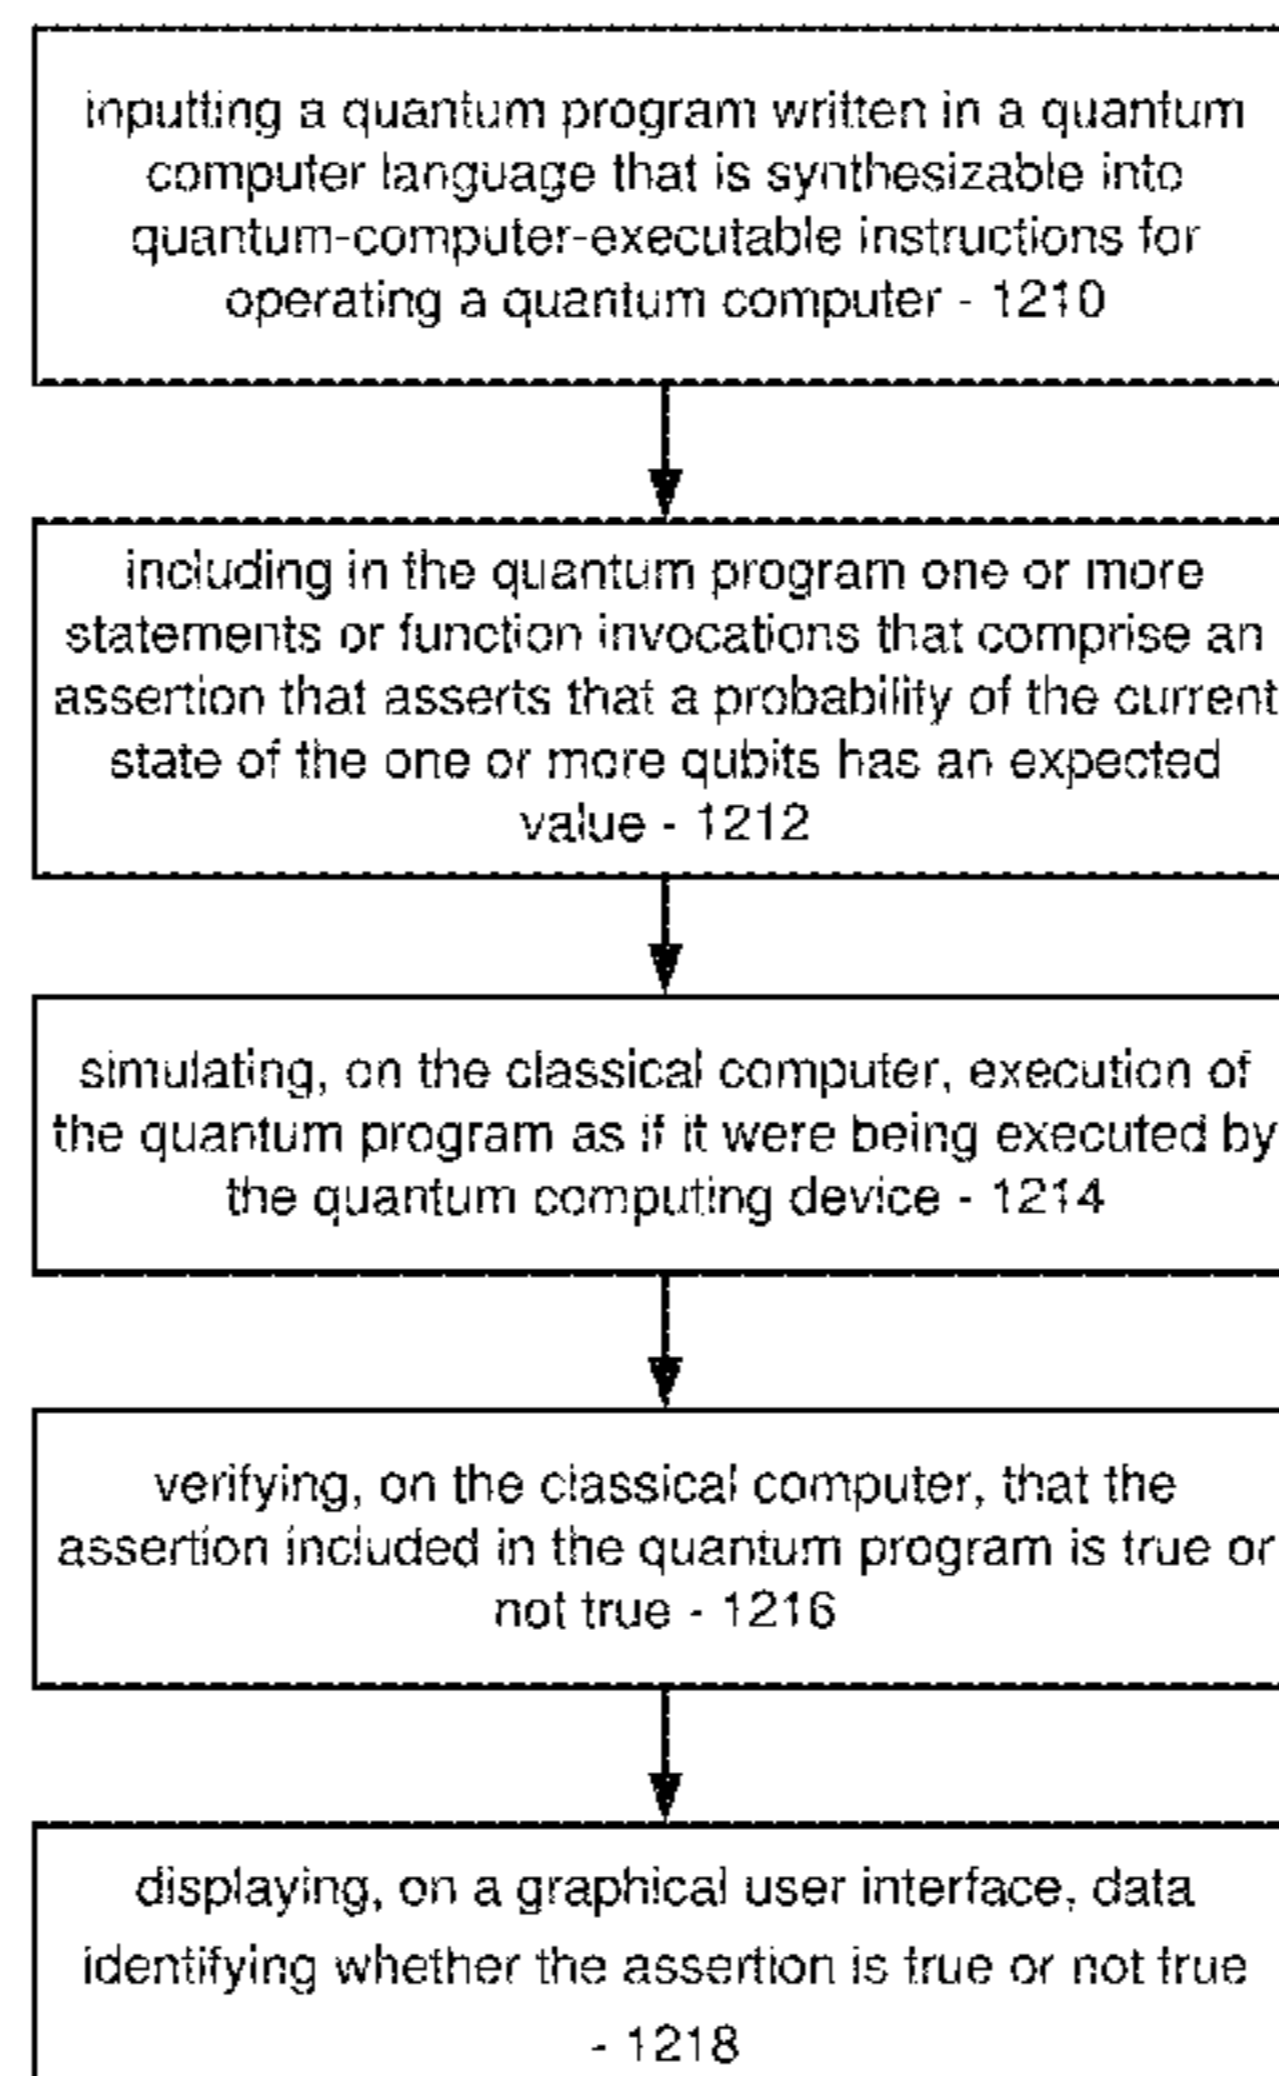 inputting a quantum program written in a quantum
computer language that is synthesizable into
quantum-computer-executable instructions for
operating a quantum computer - 1210
including in the quantum program one or more
statements or function invocations that comprise an
assertion that asserts that a probability of the current
state of the one or more qubits has an expected
value - 1212
simulating, on the classical computer, execution of
the quantum program as if it were being executed by
the quantum computing device - 1214
verifying, on the classical computer, that the
assertion included in the quantum program is true or
not true - 1216
displaying, on a graphical user interface, data
identifying whether the assertion is true or not true
- 1218